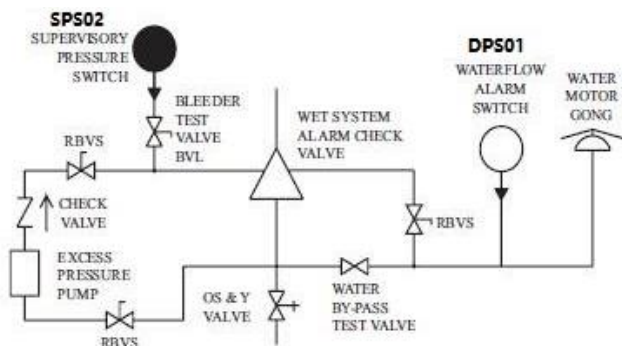 SPS02
SUPERVISORY
PRESSURE
SWITCH
BLEEDER
TEST
VALVE
BVL
RBVS
CHECK
VALVE
EXCESS
PRESSURE
PUMP
RBVS
WET SYSTEM
ALARM CHECK
VALVE
OS & Y
VALVE
WATER
BY-PASS
TEST VALVE
RBVS
DPS01
WATERFLOW
ALARM
SWITCH
WATER
MOTOR
GONG